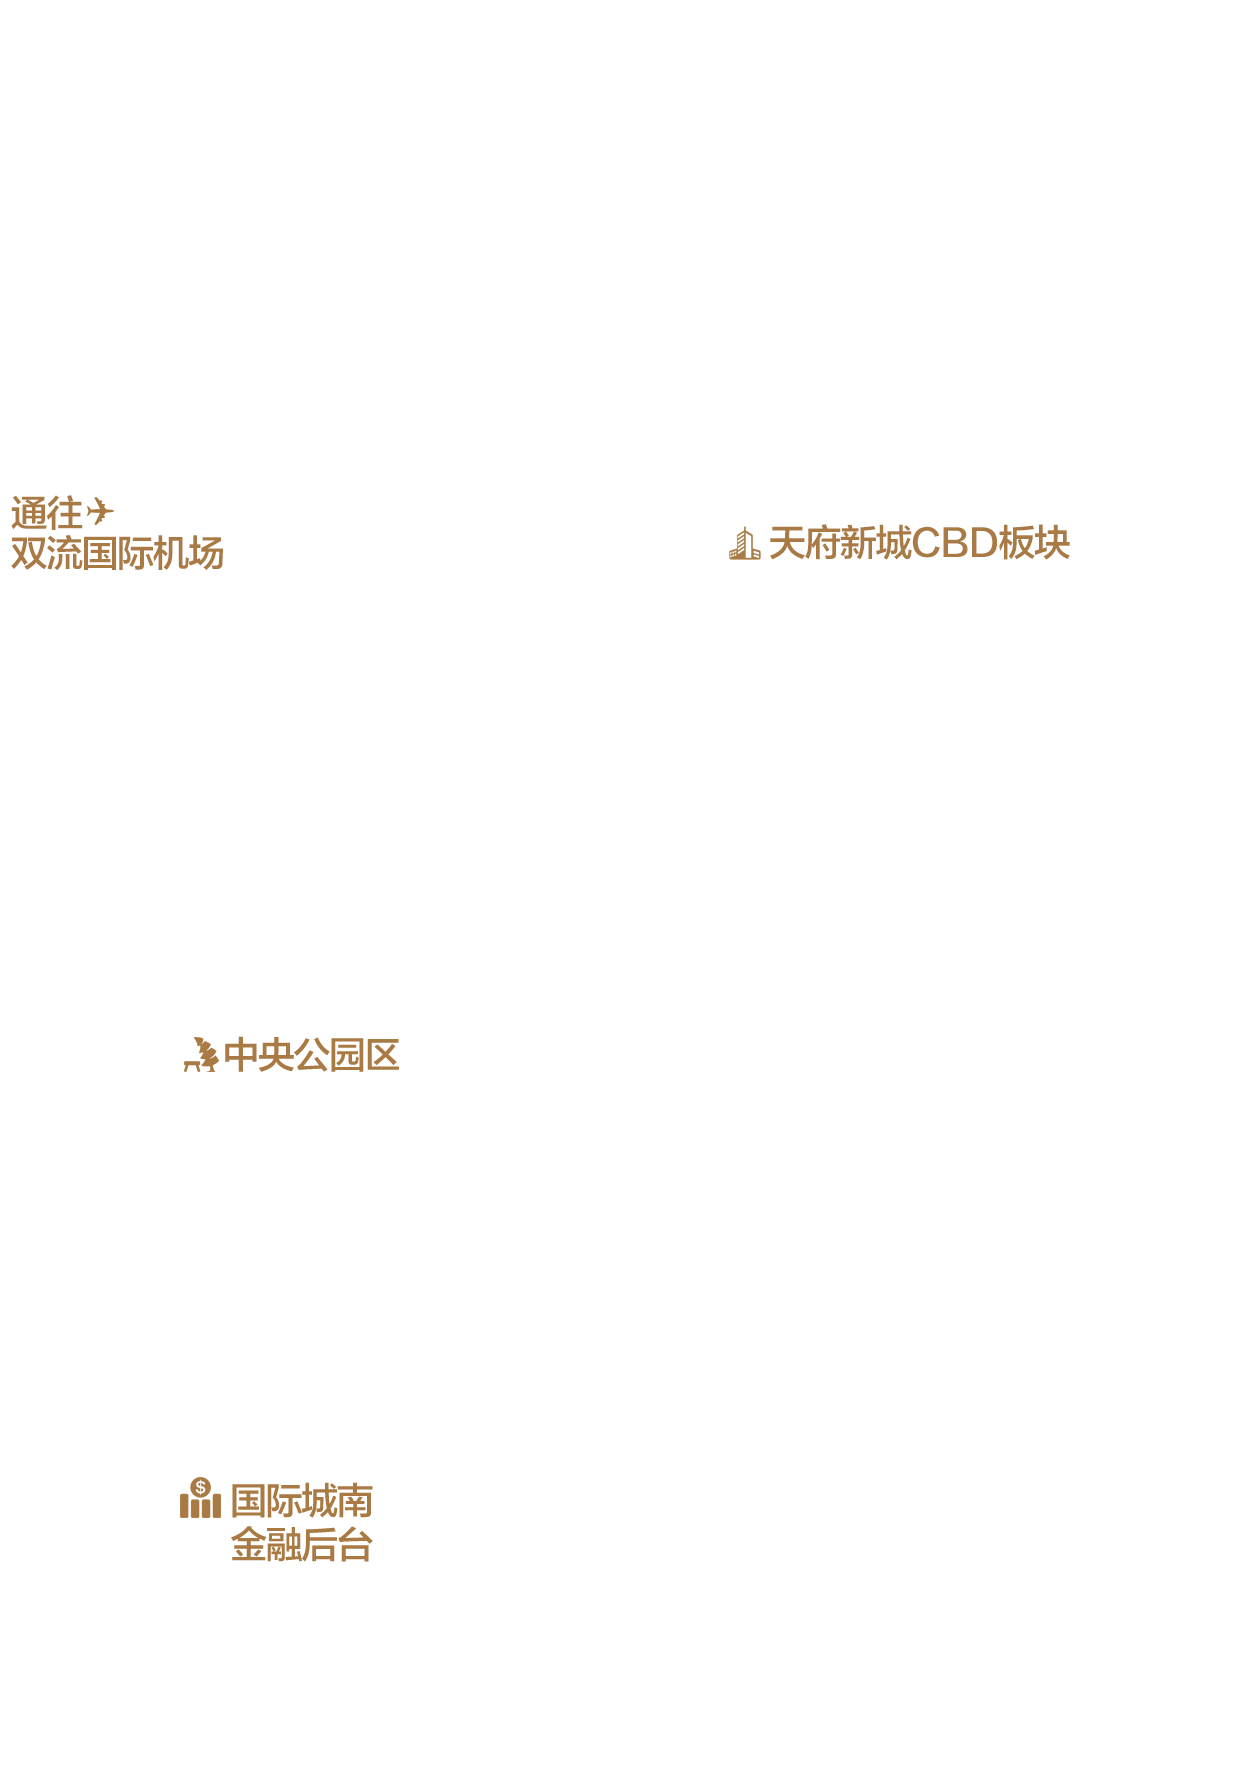 通往
双流国际机场
天府新城CBD板块
中央公园区
国际城南
金融后台